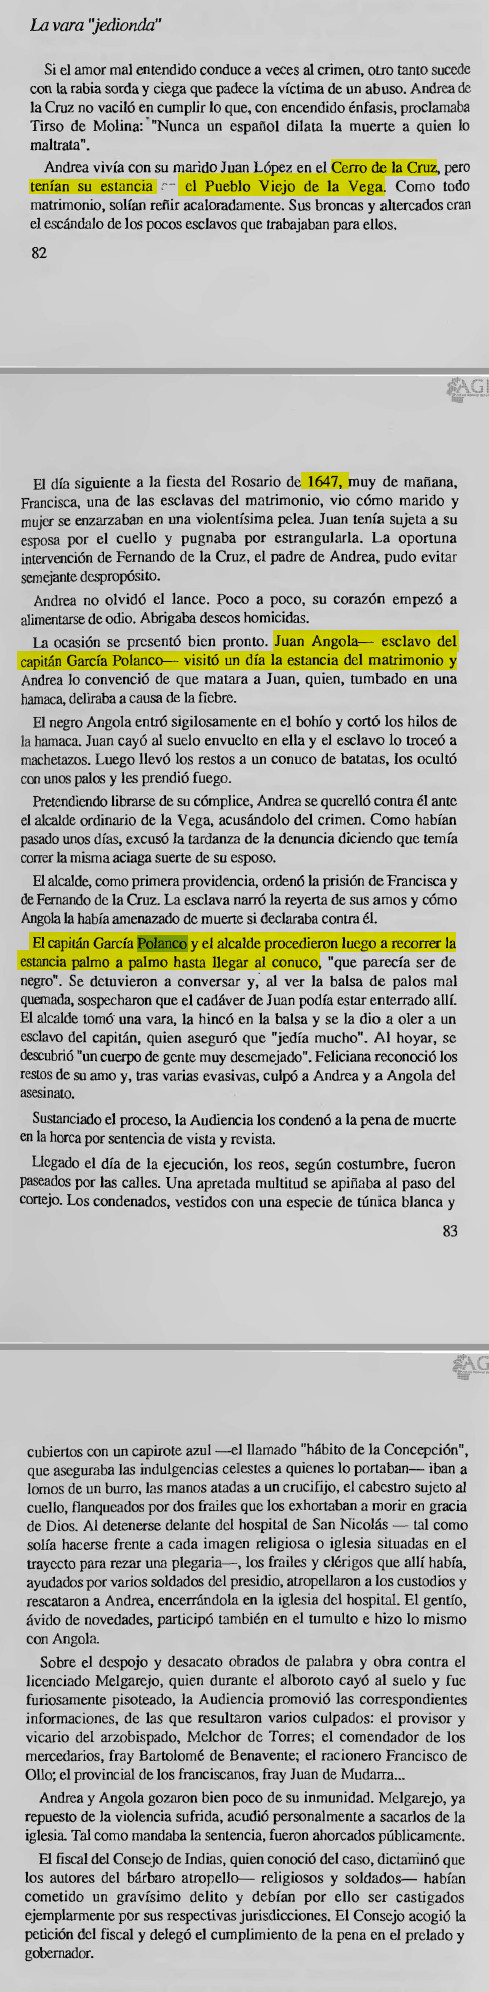 La vara "jedionda"
Si el amor mal entendido conduce a veces al crimen, otro tanto sucede
con la rabia sorda y ciega que padece la víctima de un abuso. Andrea de
la Cruz no vaciló en cumplir lo que, con encendido énfasis, proclamaba
Tirso de Molina: "Nunca un español dilata la muerte a quien lo
maltrata".
Andrea vivía con su marido Juan López en el Cerro de la Cruz, pero
tenían su estancia el Pueblo Viejo de la Vega. Como todo
matrimonio, solían reñir acaloradamente. Sus broncas y altercados eran
el escándalo de los pocos esclavos que trabajaban para ellos.
82
AGI
El día siguiente a la fiesta del Rosario de 1647, muy de mañana,
Francisca, una de las esclavas del matrimonio, vio cómo marido y
mujer se enzarzaban en una violentísima pelea. Juan tenía sujeta a su
esposa por el cuello y pugnaba por estrangularla. La oportuna
intervención de Fernando de la Cruz, el padre de Andrea, pudo evitar
semejante despropósito.
Andrea no olvidó el lance. Poco a poco, su corazón empezó a
alimentarse de odio. Abrigaba deseos homicidas.
La ocasión se presentó bien pronto. Juan Angola— esclavo del
capitán García Polanco— visitó un día la estancia del matrimonio y
Andrea lo convenció de que matara a Juan, quien, tumbado en una
hamaca, deliraba a causa de la fiebre.
El negro Angola entró sigilosamente en el bohío y cortó los hilos de
la hamaca. Juan cayó al suelo envuelto en ella y el esclavo lo troceó a
machetazos. Luego llevó los restos a un conuco de batatas, los ocultó
con unos palos y les prendió fuego.
Pretendiendo librarse de su cómplice, Andrea se querelló contra él ante
el alcalde ordinario de la Vega, acusándolo del crimen. Como habían
pasado unos días, excusó la tardanza de la denuncia diciendo que temía
correr la misma aciaga suerte de su esposo.
El alcalde, como primera providencia, ordenó la prisión de Francisca y
de Fernando de la Cruz. La esclava narró la reyerta de sus amos y cómo
Angola la había amenazado de muerte si declaraba contra él.
El capitán García Polanco y el alcalde procedieron luego a recorrer la
estancia palmo a palmo hasta llegar al conuco, "que parecía ser de
negro". Se detuvieron a conversar y, al ver la balsa de palos mal
quemada, sospecharon que el cadáver de Juan podía estar enterrado allí.
El alcalde tomó una vara, la hincó en la balsa y se la dio a oler a un
esclavo del capitán, quien aseguró que "jedía mucho". Al hoyar, se
descubrió "un cuerpo de gente muy desemejado". Feliciana reconoció los
restos de su amo y, tras varias evasivas, culpó a Andrea y a Angola del
asesinato.
Sustanciado el proceso, la Audiencia los condenó a la pena de muerte
en la horca por sentencia de vista y revista.
Llegado el día de la ejecución, los reos, según costumbre, fueron
paseados por las calles. Una apretada multitud se apiñaba al paso del
cortejo. Los condenados, vestidos con una especie de túnica blanca y
83
AG
cubiertos con un capirote azul —el llamado "hábito de la Concepción",
que aseguraba las indulgencias celestes a quienes lo portaban— iban a
lomos de un burro, las manos atadas a un crucifijo, el cabestro sujeto al
cuello, flanqueados por dos frailes que los exhortaban a morir en gracia
de Dios. Al detenerse delante del hospital de San Nicolás — tal como
solía hacerse frente a cada imagen religiosa o iglesia situadas en el
trayecto para rezar una plegaria—, los frailes y clérigos que allí había,
ayudados por varios soldados del presidio, atropellaron a los custodios y
rescataron a Andrea, encerrándola en la iglesia del hospital. El gentío,
ávido de novedades, participó también en el tumulto e hizo lo mismo
con Angola.
Sobre el despojo y desacato obrados de palabra y obra contra el
licenciado Melgarejo, quien durante el alboroto cayó al suelo y fue
furiosamente pisoteado, la Audiencia promovió las correspondientes
informaciones, de las que resultaron varios culpados: el provisor y
vicario del arzobispado, Melchor de Torres; el comendador de los
mercedarios, fray Bartolomé de Benavente; el racionero Francisco de
Ollo; el provincial de los franciscanos, fray Juan de Mudarra...
Andrea y Angola gozaron bien poco de su inmunidad. Melgarejo, ya
repuesto de la violencia sufrida, acudió personalmente a sacarlos de la
iglesia. Tal como mandaba la sentencia, fueron ahorcados públicamente.
El fiscal del Consejo de Indias, quien conoció del caso, dictaminó que
los autores del bárbaro atropello— religiosos y soldados— habían
cometido un gravísimo delito y debían por ello ser castigados
ejemplarmente por sus respectivas jurisdicciones. El Consejo acogió la
petición del fiscal y delegó el cumplimiento de la pena en el prelado y
gobernador.